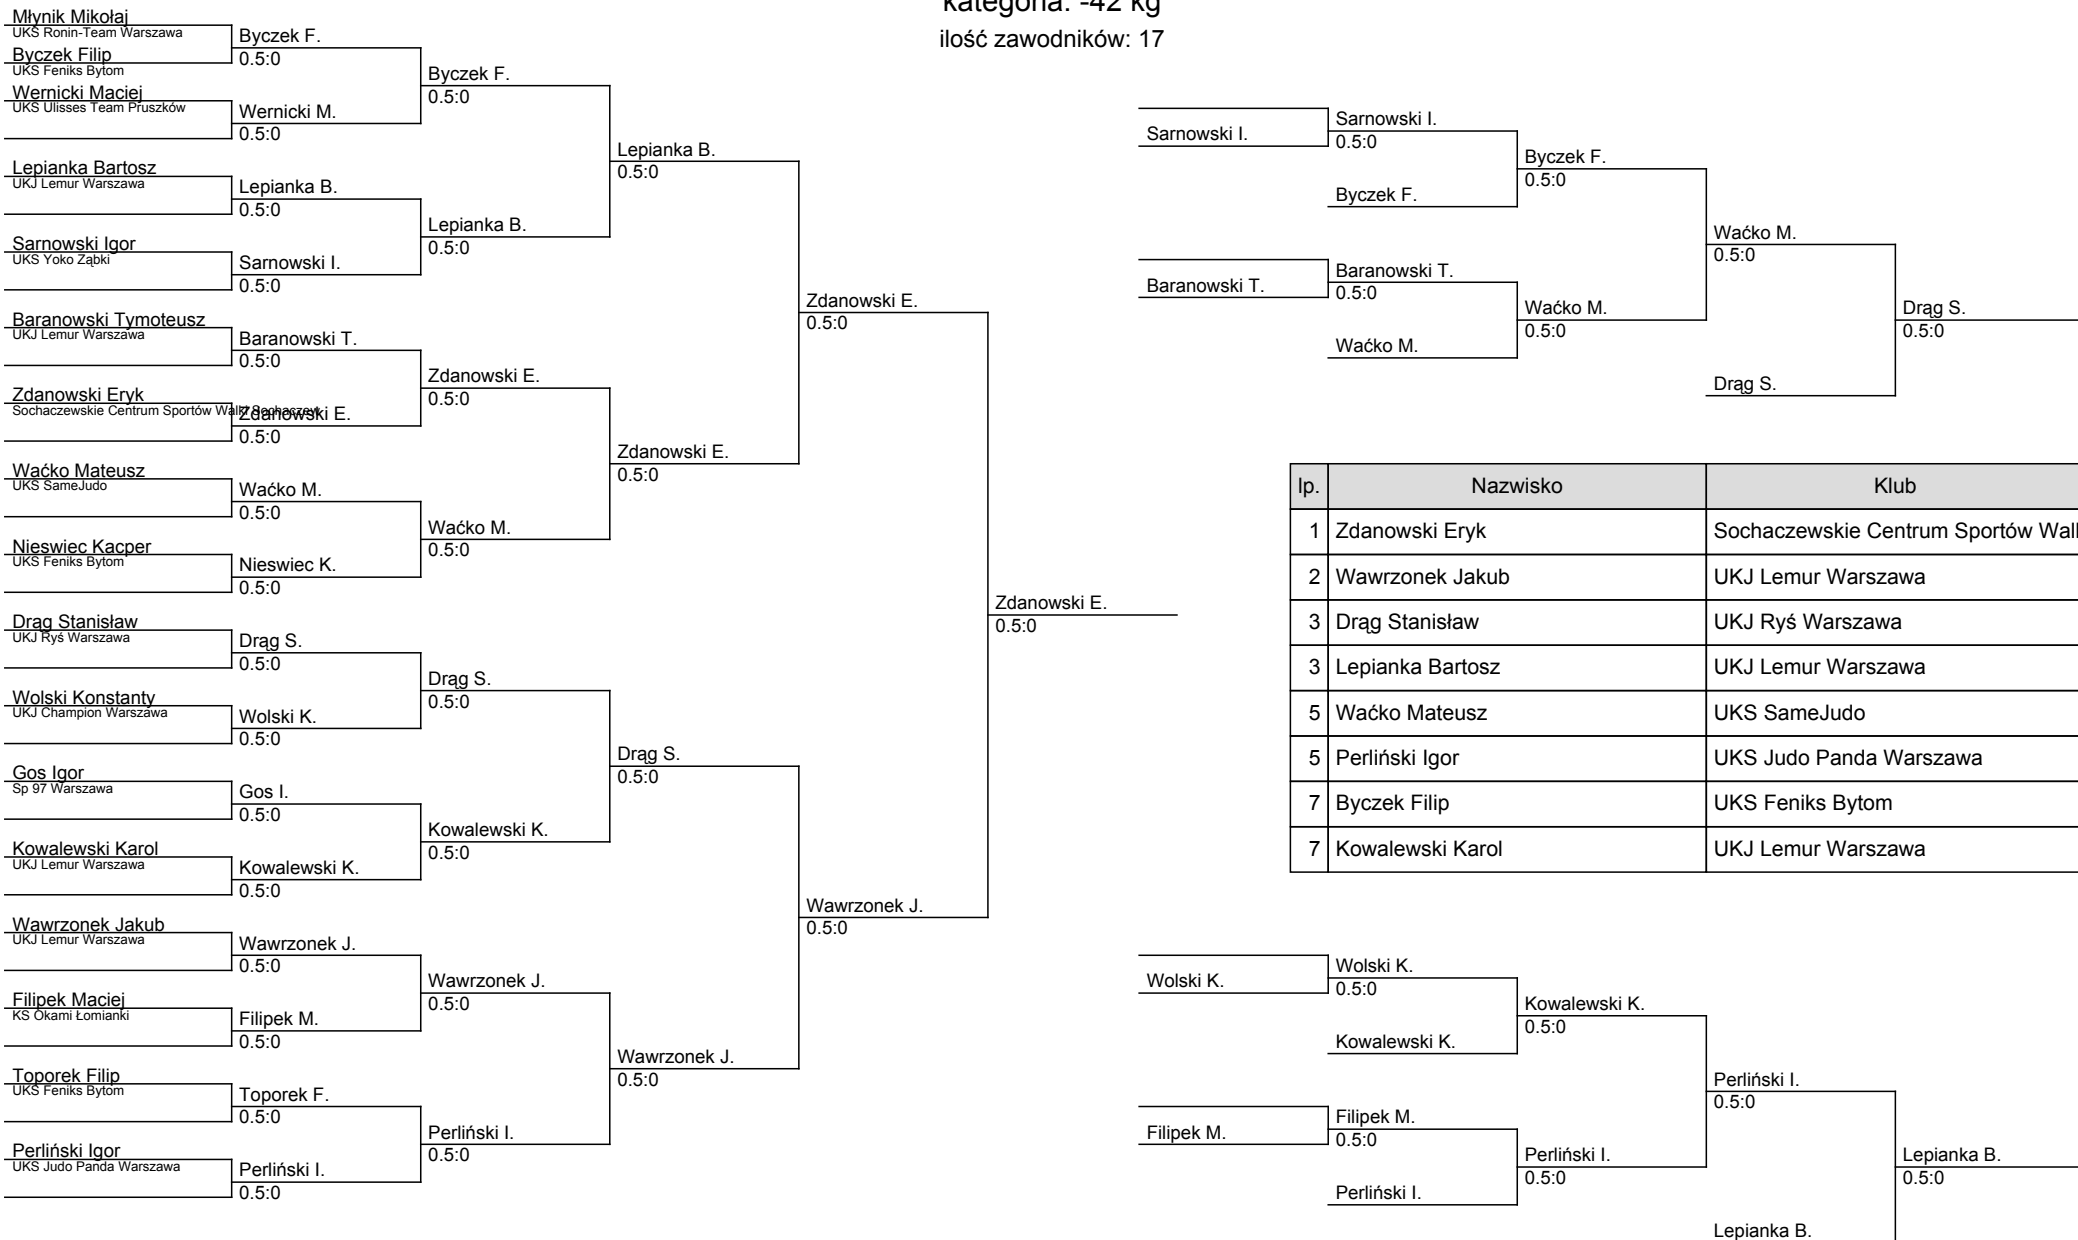 kategoria: -42 kg
ilość zawodników: 17
Młynik Mikołaj
UKS Ronin-Team Warszawa
Byczek Filip
UKS Feniks Bytom
Wernicki Maciej
UKS Ulisses Team Pruszków
Lepianka Bartosz
UKJ Lemur Warszawa
Sarnowski Igor
UKS Yoko Ząbki
Baranowski Tymoteusz
UKJ Lemur Warszawa
Zdanowski Eryk
Sochaczewskie Centrum Sportów Walki Sochaczew
Waćko Mateusz
UKS SameJudo
Nieswiec Kacper
UKS Feniks Bytom
Drąg Stanisław
UKJ Ryś Warszawa
Wolski Konstanty
UKJ Champion Warszawa
Gos Igor
Sp 97 Warszawa
Kowalewski Karol
UKJ Lemur Warszawa
Wawrzonek Jakub
UKJ Lemur Warszawa
Filipek Maciej
KS Okami Łomianki
Toporek Filip
UKS Feniks Bytom
Perliński Igor
UKS Judo Panda Warszawa
Byczek F.
0.5:0
Wernicki M.
0.5:0
Lepianka B.
0.5:0
Sarnowski I.
0.5:0
Baranowski T.
0.5:0
Zdanowski E.
0.5:0
Waćko M.
0.5:0
Nieswiec K.
0.5:0
Drąg S.
0.5:0
Wolski K.
0.5:0
Gos I.
0.5:0
Kowalewski K.
0.5:0
Wawrzonek J.
0.5:0
Filipek M.
0.5:0
Toporek F.
0.5:0
Perliński I.
0.5:0
Byczek F.
0.5:0
Lepianka B.
0.5:0
Zdanowski E.
0.5:0
Waćko M.
0.5:0
Drąg S.
0.5:0
Kowalewski K.
0.5:0
Wawrzonek J.
0.5:0
Perliński I.
0.5:0
Lepianka B.
0.5:0
Zdanowski E.
0.5:0
Drąg S.
0.5:0
Wawrzonek J.
0.5:0
Zdanowski E.
0.5:0
Wawrzonek J.
0.5:0
Zdanowski E.
0.5:0
Sarnowski I.
Baranowski T.
Sarnowski I.
0.5:0
Byczek F.
Baranowski T.
0.5:0
Waćko M.
Byczek F.
0.5:0
Waćko M.
0.5:0
Waćko M.
0.5:0
Drąg S.
Drąg S.
0.5:0
lp. Nazwisko Klub
1 Zdanowski Eryk Sochaczewskie Centrum Sportów Walk
2 Wawrzonek Jakub UKJ Lemur Warszawa
3 Drąg Stanisław UKJ Ryś Warszawa
3 Lepianka Bartosz UKJ Lemur Warszawa
5 Waćko Mateusz UKS SameJudo
5 Perliński Igor UKS Judo Panda Warszawa
7 Byczek Filip UKS Feniks Bytom
7 Kowalewski Karol UKJ Lemur Warszawa
Wolski K.
Filipek M.
Wolski K.
0.5:0
Kowalewski K.
Filipek M.
0.5:0
Perliński I.
Kowalewski K.
0.5:0
Perliński I.
0.5:0
Perliński I.
0.5:0
Lepianka B.
Lepianka B.
0.5:0